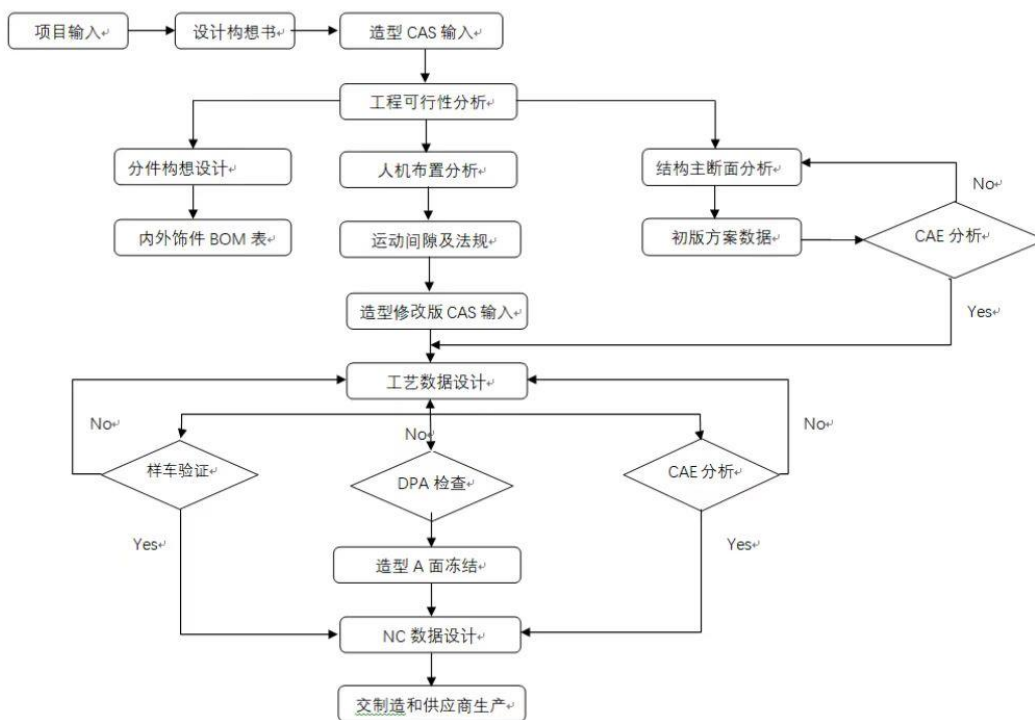 项目输入
设计构想书
造型 CAS 输入
工程可行性分析
分件构想设计
人机布置分析
结构主断面分析
No
内外饰件 BOM 表
运动间隙及法规
初版方案数据
CAE 分析
造型修改版 CAS 输入
Yes
工艺数据设计
No
No
No
样车验证
DPA 检查
CAE 分析
Yes
Yes
造型 A 面冻结
NC 数据设计
交制造和供应商生产